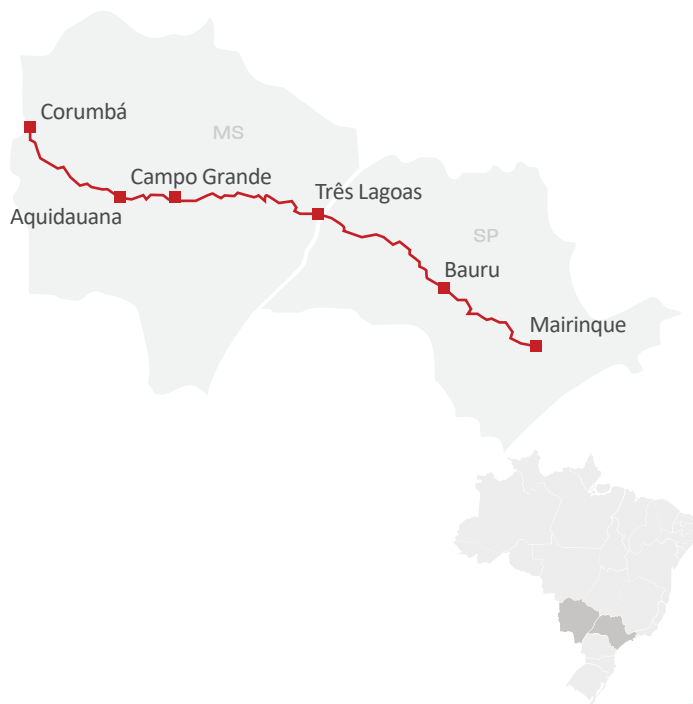 Corumbá
MS
Campo Grande
Aquidauana
Três Lagoas
SP
Bauru
Mairinque